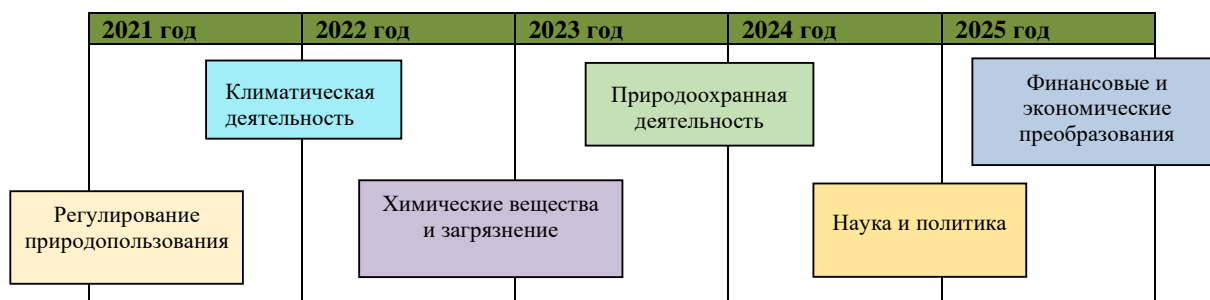 2021 год 2022 год 2023 год 2024 год 2025 год
Климатическая
деятельность
Природоохранная
деятельность
Финансовые и
экономические
преобразования
Регулирование
природопользования
Химические вещества
и загрязнение
Наука и политика